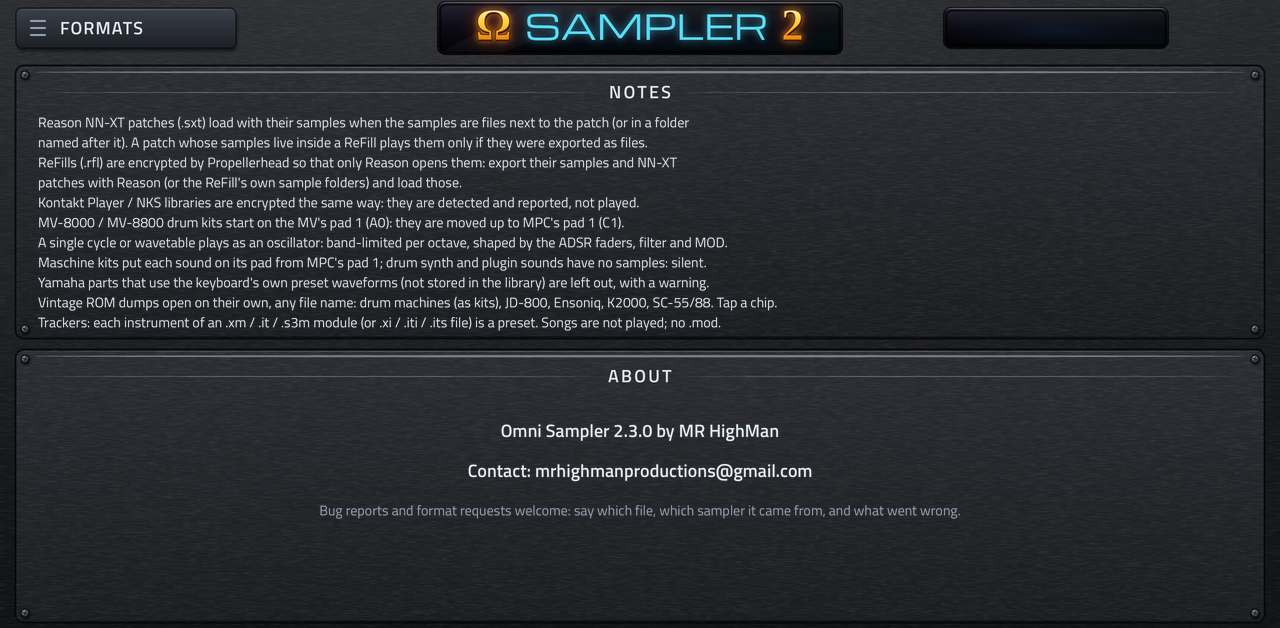 ☰ FORMATS
Ω SAMPLER 2
NOTES
Reason NN-XT patches (.sxt) load with their samples when the samples are files next to the patch (or in a folder
named after it). A patch whose samples live inside a ReFill plays them only if they were exported as files.
ReFills (.rfl) are encrypted by Propellerhead so that only Reason opens them: export their samples and NN-XT
patches with Reason (or the ReFill's own sample folders) and load those.
Kontakt Player / NKS libraries are encrypted the same way: they are detected and reported, not played.
MV-8000 / MV-8800 drum kits start on the MV's pad 1 (A0): they are moved up to MPC's pad 1 (C1).
A single cycle or wavetable plays as an oscillator: band-limited per octave, shaped by the ADSR faders, filter and MOD.
Maschine kits put each sound on its pad from MPC's pad 1; drum synth and plugin sounds have no samples: silent.
Yamaha parts that use the keyboard's own preset waveforms (not stored in the library) are left out, with a warning.
Vintage ROM dumps open on their own, any file name: drum machines (as kits), JD-800, Ensoniq, K2000, SC-55/88. Tap a chip.
Trackers: each instrument of an .xm / .it / .s3m module (or .xi / .iti / .its file) is a preset. Songs are not played; no .mod.
ABOUT
Omni Sampler 2.3.0 by MR HighMan
Contact: mrhighmanproductions@gmail.com
Bug reports and format requests welcome: say which file, which sampler it came from, and what went wrong.